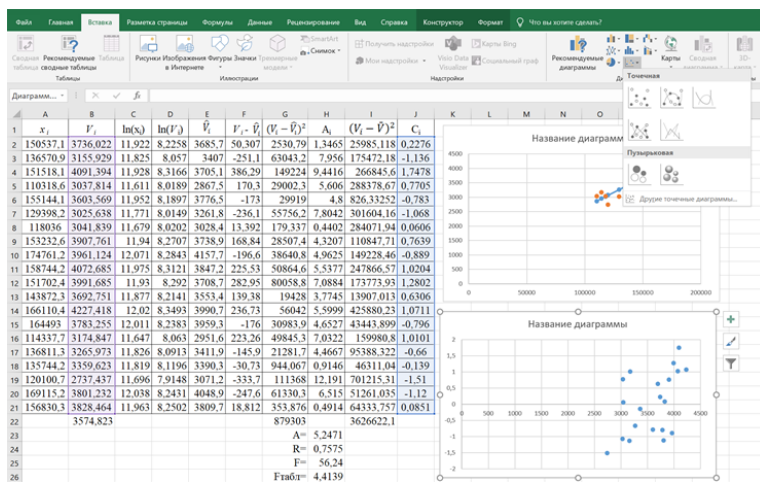 Файл Главная Вставка Разметка страницы Формулы Данные Рецензирование Вид Справка Конструктор Формат Что вы хотите сделать?
Сводная таблица Рекомендуемые сводные таблицы Таблица Рисунки Изображения в Интернете Фигуры Значки Трехмерные модели SmartArt Снимок Получить надстройки Мои надстройки Visio Data Visualizer Карты Bing Социальный граф Рекомендуемые диаграммы Карты Сводная 3D-
Таблицы Иллюстрации Надстройки
Точечная
Пузырьковая
Другие точечные диаграммы...
Диаграмм... fx
A B C D E F G H I J K L M N O
1 x i V i ln(xi) ln(V i) V̂i V i - V̂i (Vi − V̂i)² Ai (Vi − V̄)² Ci
2 150537,1 3736,022 11,922 8,2258 3685,7 50,307 2530,79 1,3465 25985,118 0,2276
3 136570,9 3155,929 11,825 8,057 3407 -251,1 63043,2 7,956 175472,18 -1,136
4 151518,1 4091,394 11,928 8,3166 3705,1 386,29 149224 9,4416 266845,6 1,7478
5 110318,6 3037,814 11,611 8,0189 2867,5 170,3 29002,3 5,606 288378,67 0,7705
6 155144,1 3603,569 11,952 8,1897 3776,5 -173 29919 4,8 826,33252 -0,783
7 129398,2 3025,638 11,771 8,0149 3261,8 -236,1 55756,2 7,8042 301604,16 -1,068
8 118036 3041,839 11,679 8,0202 3028,4 13,392 179,337 0,4402 284071,94 0,0606
9 153232,6 3907,761 11,94 8,2707 3738,9 168,84 28507,4 4,3207 110847,71 0,7639
10 174761,2 3961,124 12,071 8,2843 4157,7 -196,6 38640,8 4,9625 149228,46 -0,889
11 158744,2 4072,685 11,975 8,3121 3847,2 225,53 50864,6 5,5377 247866,57 1,0204
12 151702,4 3991,685 11,93 8,292 3708,7 282,95 80058,8 7,0884 173773,93 1,2802
13 143872,3 3692,751 11,877 8,2141 3553,4 139,38 19428 3,7745 13907,013 0,6306
14 166110,4 4227,418 12,02 8,3493 3990,7 236,73 56042 5,5999 425880,23 1,0711
15 164493 3783,255 12,011 8,2383 3959,3 -176 30983,9 4,6527 43443,899 -0,796
16 114337,7 3174,847 11,647 8,063 2951,6 223,26 49845,3 7,0322 159980,8 1,0101
17 136811,3 3265,973 11,826 8,0913 3411,9 -145,9 21281,7 4,4667 95388,322 -0,66
18 135744,2 3359,623 11,819 8,1196 3390,3 -30,73 944,067 0,9146 46311,04 -0,139
19 120100,7 2737,437 11,696 7,9148 3071,2 -333,7 111368 12,191 701215,31 -1,51
20 169115,2 3801,232 12,038 8,2431 4048,9 -247,6 61330,3 6,515 51261,035 -1,12
21 156830,3 3828,464 11,963 8,2502 3809,7 18,812 353,876 0,4914 64333,757 0,0851
22 3574,823 879303 3626622,1
23 A= 5,2471
24 R= 0,7575
25 F= 56,24
26 Fтабл= 4,4139
Название диаграмм
4500
4000
3500
3000
2500
2000
1500
1000
500
0
0 50000 100000 150000 200000
Название диаграммы
2
1,5
1
0,5
0
0 500 1000 1500 2000 2500 3000 3500 4000 4500
-0,5
-1
-1,5
-2